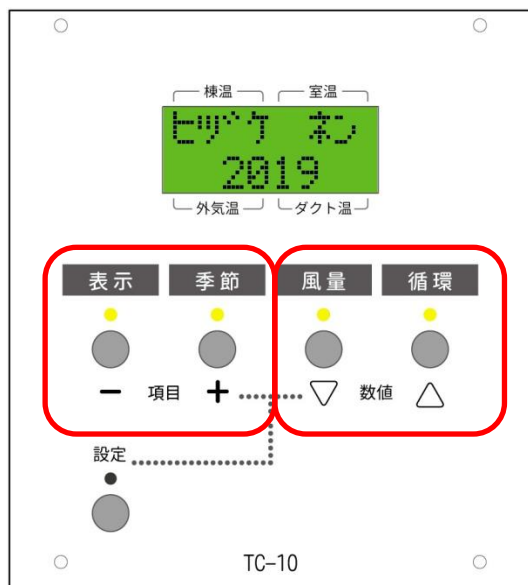 棟温 室温
ヒヅケ ネン
2019
外気温 ダクト温
表示 季節 風量 循環
− 項目 + ▽ 数値 △
設定
TC-10